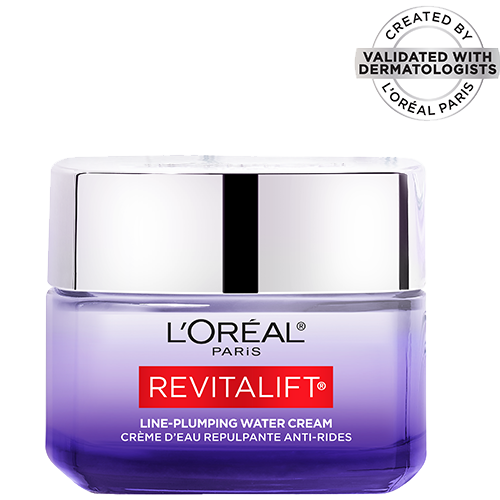 CREATED BY
VALIDATED WITH
DERMATOLOGISTS
L'ORÉAL PARIS
L'ORÉAL®
PARIS
REVITALIFT®
LINE-PLUMPING WATER CREAM
CRÈME D'EAU REPULPANTE ANTI-RIDES